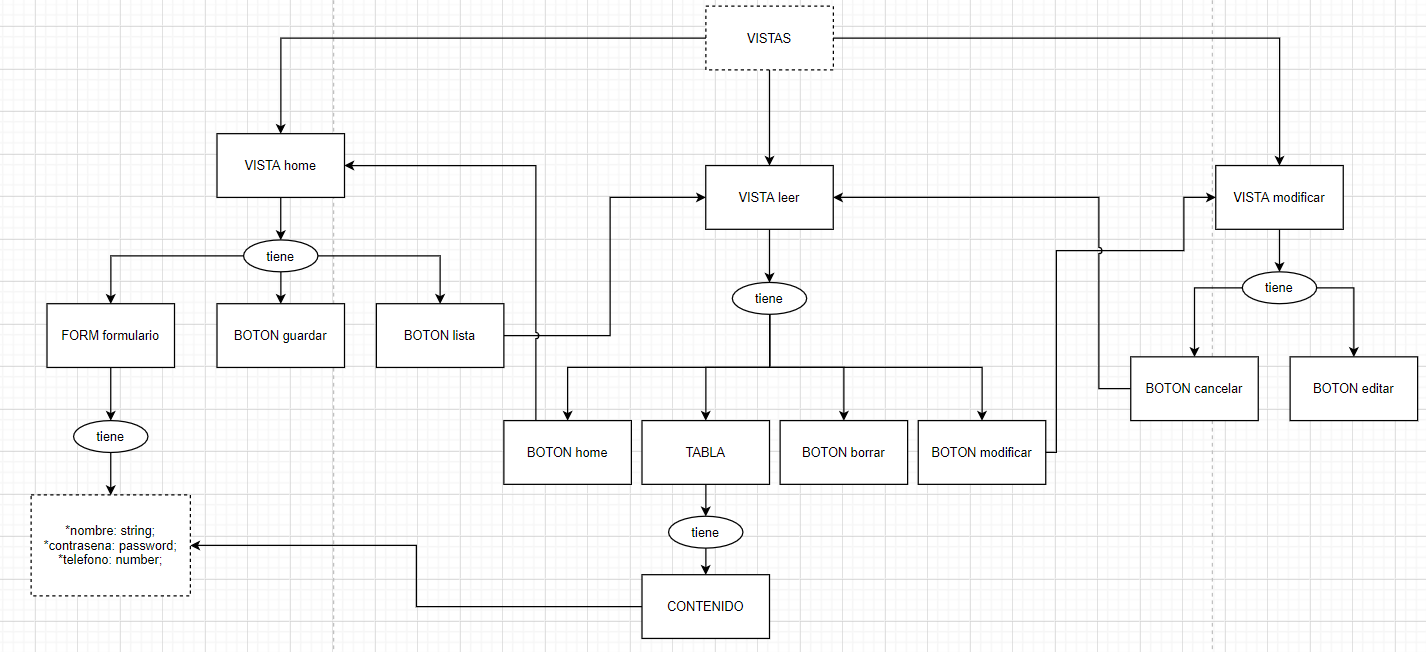 VISTAS
VISTA home
VISTA leer
VISTA modificar
tiene
tiene
tiene
FORM formulario
BOTON guardar
BOTON lista
BOTON cancelar
BOTON editar
tiene
BOTON home
TABLA
BOTON borrar
BOTON modificar
*nombre: string;
*contrasena: password;
*telefono: number;
tiene
CONTENIDO